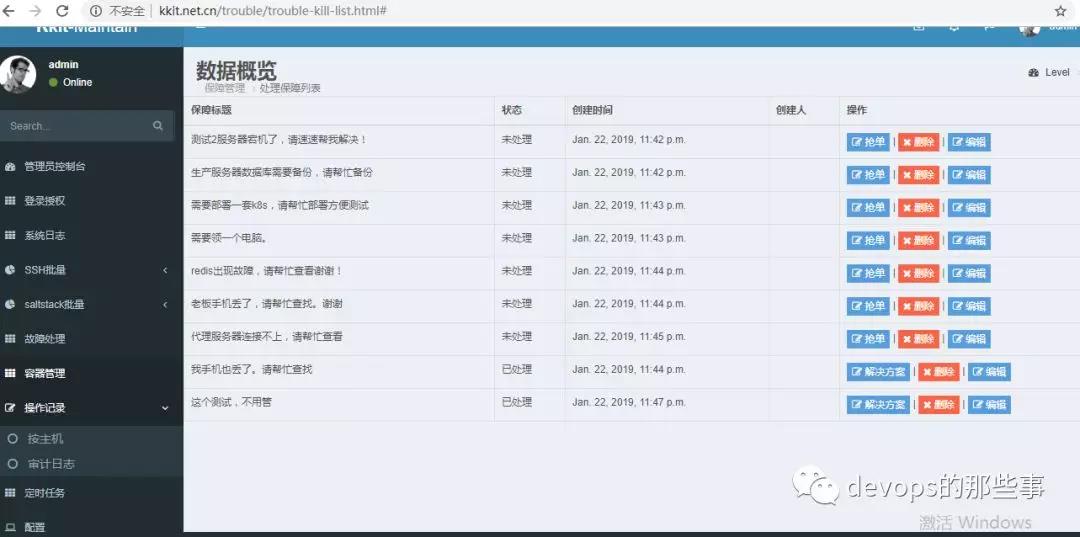 不安全 | kkit.net.cn/trouble/trouble-kill-list.html#
Kkit-Maintain
admin
admin
Online
Search...
管理员控制台
登录授权
系统日志
SSH批量
saltstack批量
故障处理
容器管理
操作记录
按主机
审计日志
定时任务
配置
数据概览
Level
保障管理 > 处理保障列表
保障标题 状态 创建时间 创建人 操作
测试2服务器宕机了，请速速帮我解决！ 未处理 Jan. 22, 2019, 11:42 p.m. 抢单 | 删除 | 编辑
生产服务器数据库需要备份，请帮忙备份 未处理 Jan. 22, 2019, 11:42 p.m. 抢单 | 删除 | 编辑
需要部署一套k8s，请帮忙部署方便测试 未处理 Jan. 22, 2019, 11:43 p.m. 抢单 | 删除 | 编辑
需要领一个电脑。 未处理 Jan. 22, 2019, 11:43 p.m. 抢单 | 删除 | 编辑
redis出现故障，请帮忙查看谢谢！ 未处理 Jan. 22, 2019, 11:44 p.m. 抢单 | 删除 | 编辑
老板手机丢了，请帮忙查找。谢谢 未处理 Jan. 22, 2019, 11:44 p.m. 抢单 | 删除 | 编辑
代理服务器连接不上，请帮忙查看 未处理 Jan. 22, 2019, 11:45 p.m. 抢单 | 删除 | 编辑
我手机也丢了。请帮忙查找 已处理 Jan. 22, 2019, 11:44 p.m. 解决方案 | 删除 | 编辑
这个测试，不用管 已处理 Jan. 22, 2019, 11:47 p.m. 解决方案 | 删除 | 编辑
devops的那些事
激活 Windows